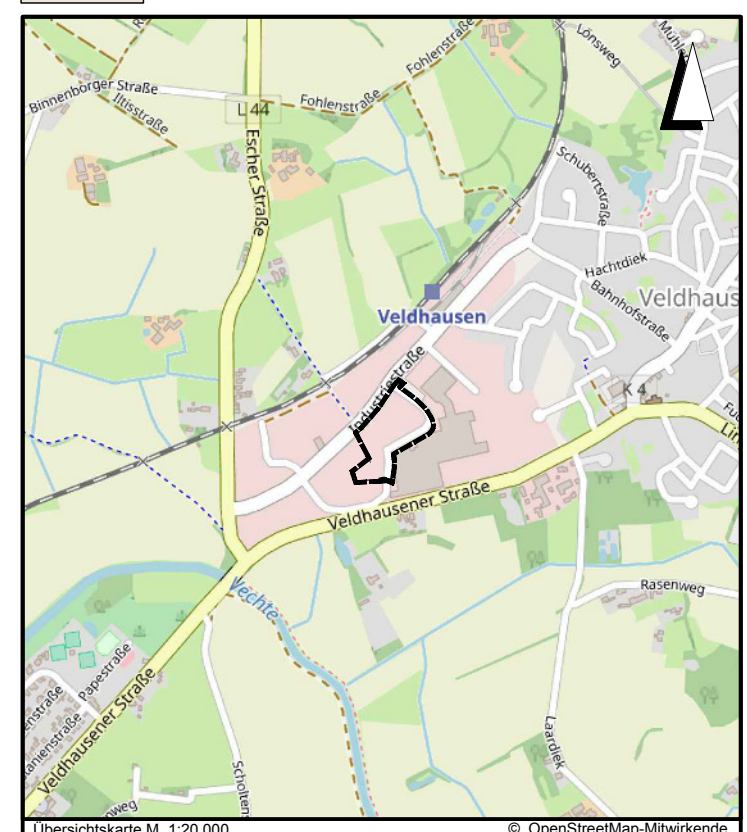 Lönsweg
Binnenborger Straße
Iltisstraße
L 44
Fohlenstraße
Fohlenstraße
Escher Straße
Schubertstraße
Hachtdiek
Bahnhofstraße
Veldhaus
Veldhausen
Industriestraße
K 4
Veldhausener Straße
Vechte
Rasenweg
Papestraße
Veldhausener Straße
Laardiek
Übersichtskarte M. 1:20.000
© OpenStreetMap-Mitwirkende